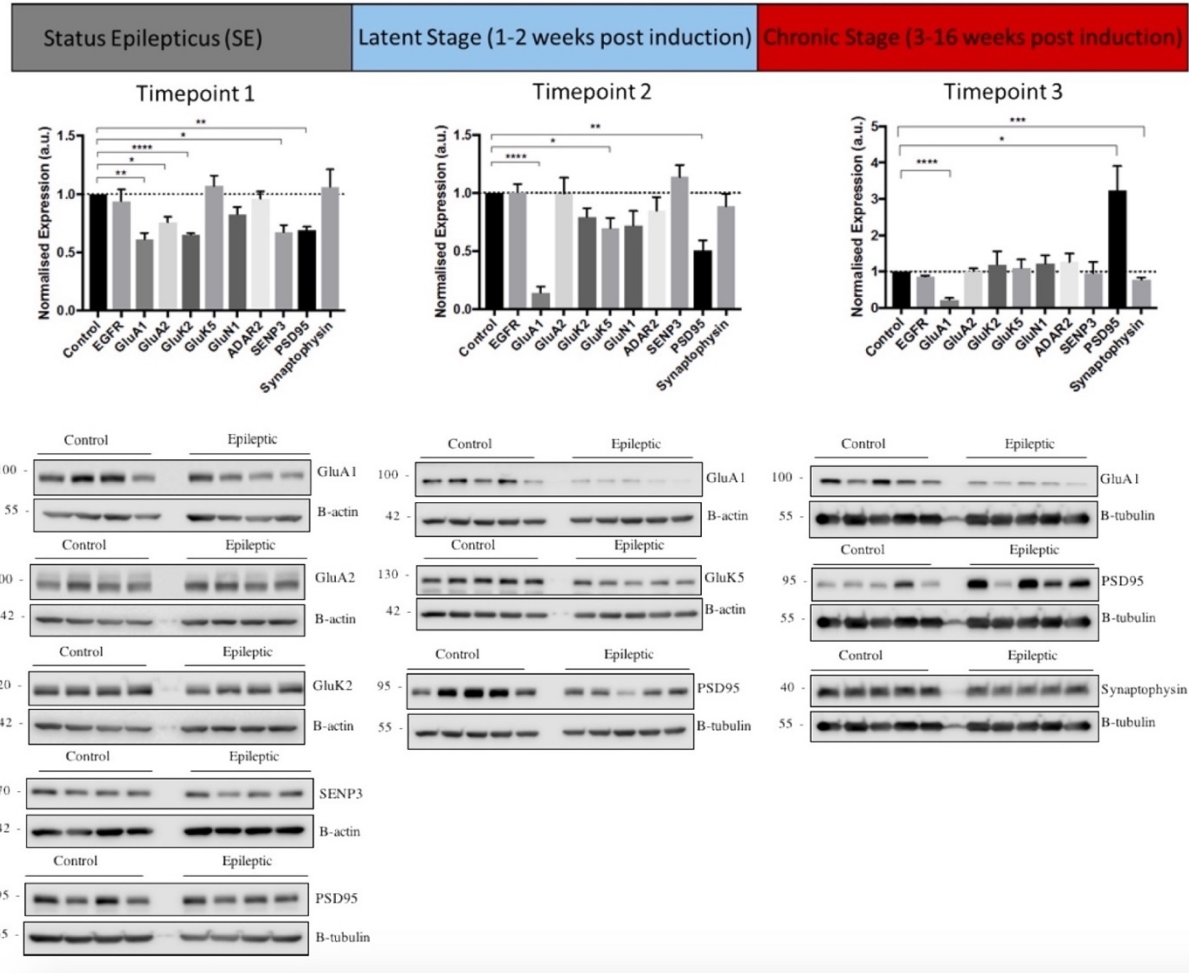 Status Epilepticus (SE)
Latent Stage (1-2 weeks post induction)
Chronic Stage (3-16 weeks post induction)
Timepoint 1
Normalised Expression (a.u.)
1.5
1.0
0.5
0.0
**
*
****
*
**
Control
EGFR
GluA1
GluA2
GluK2
GluK5
GluN1
ADAR2
SENP3
PSD95
Synaptophysin
Timepoint 2
Normalised Expression (a.u.)
1.5
1.0
0.5
0.0
**
*
****
Control
EGFR
GluA1
GluA2
GluK2
GluK5
GluN1
ADAR2
SENP3
PSD95
Synaptophysin
Timepoint 3
Normalised Expression (a.u.)
5
4
3
2
1
0
***
*
****
Control
EGFR
GluA1
GluA2
GluK2
GluK5
GluN1
ADAR2
SENP3
PSD95
Synaptophysin
Control Epileptic
00 - GluA1
55 - B-actin
Control Epileptic
00 - GluA2
42 - B-actin
Control Epileptic
20 - GluK2
42 - B-actin
Control Epileptic
70 - SENP3
42 - B-actin
Control Epileptic
95 - PSD95
55 - B-tubulin
Control Epileptic
100 - GluA1
42 - B-actin
Control Epileptic
130 - GluK5
42 - B-actin
Control Epileptic
95 - PSD95
55 - B-tubulin
Control Epileptic
100 - GluA1
55 - B-tubulin
Control Epileptic
95 - PSD95
55 - B-tubulin
Control Epileptic
40 - Synaptophysin
55 - B-tubulin